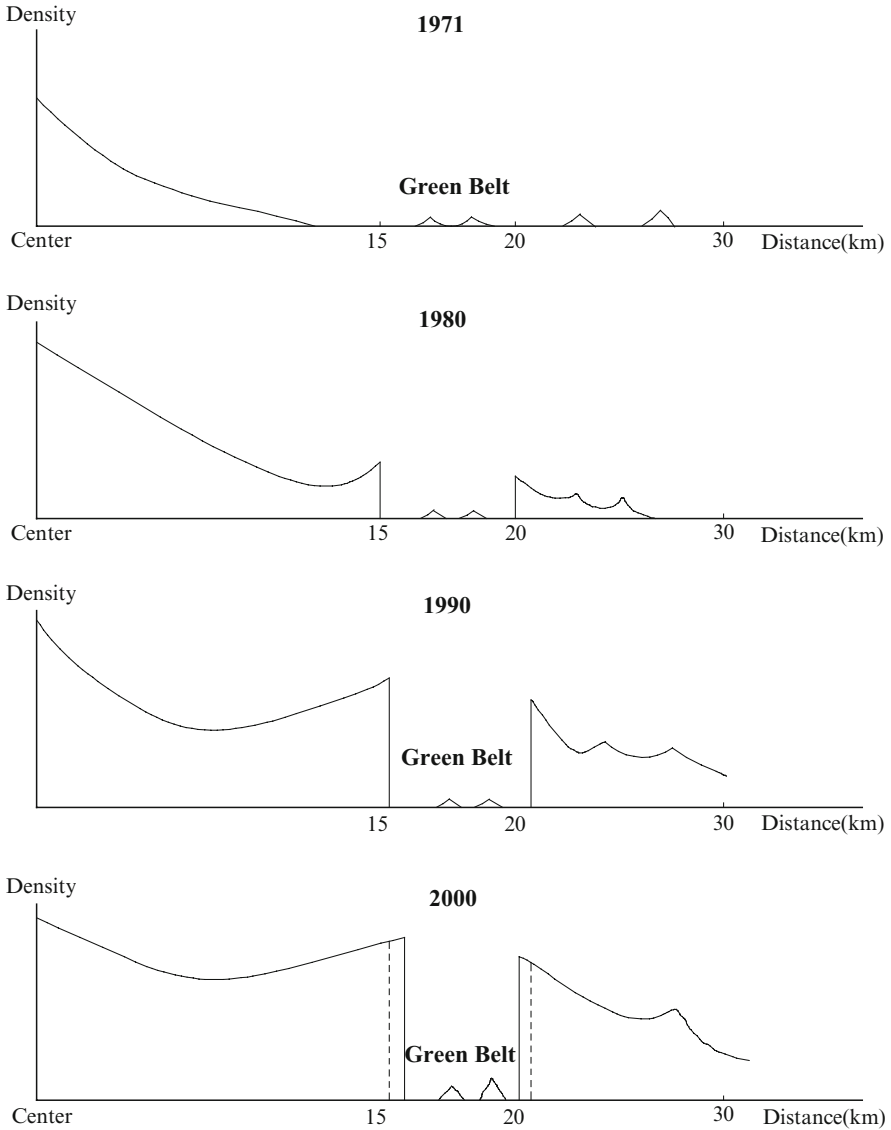 Density
1971
Green Belt
Center 15 20 30 Distance(km)
Density
1980
Center 15 20 30 Distance(km)
Density
1990
Green Belt
15 20 30 Distance(km)
Density
2000
Green Belt
Center 15 20 30 Distance(km)